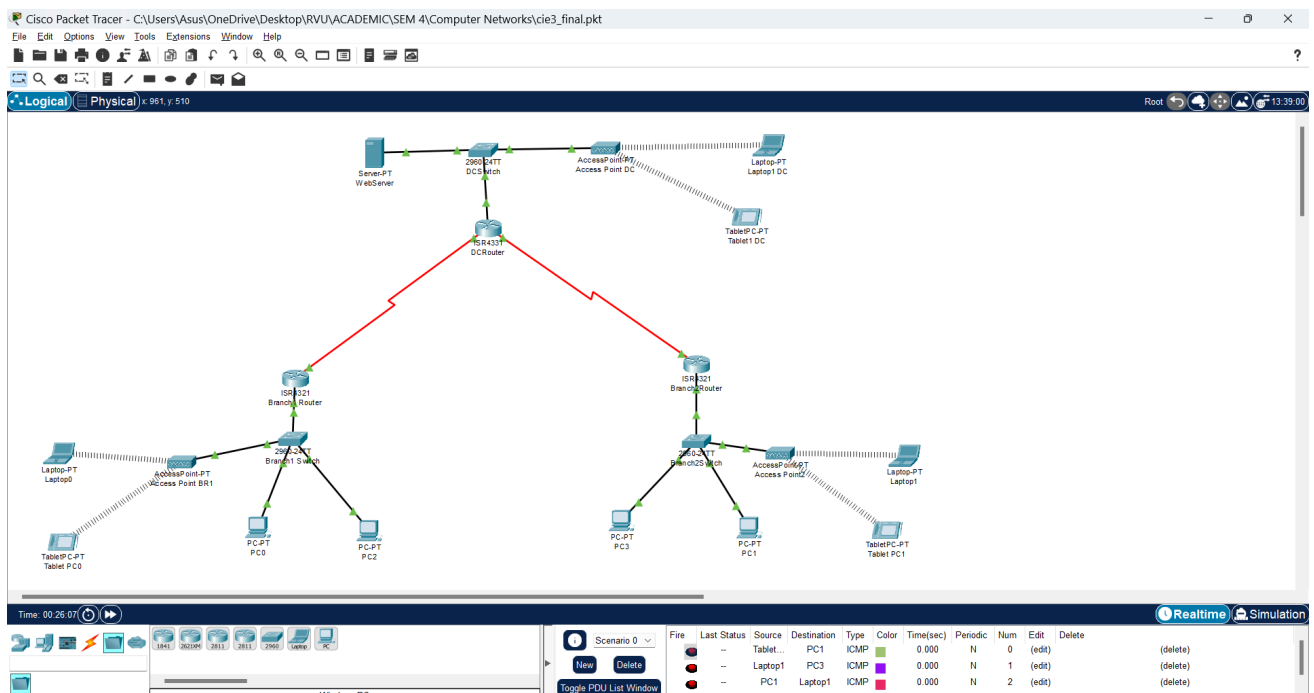 Cisco Packet Tracer - C:\Users\Asus\OneDrive\Desktop\RVU\ACADEMIC\SEM 4\Computer Networks\cie3_final.pkt
File Edit Options View Tools Extensions Window Help
?
Logical Physical x: 961, y: 510 Root 13:39:00
Server-PT
WebServer
2960-24TT
DCSwitch
AccessPoint-PT
Access Point DC
Laptop-PT
Laptop1 DC
TabletPC-PT
Tablet1 DC
ISR4331
DCRouter
ISR4321
Branch1 Router
ISR4321
Branch2Router
Laptop-PT
Laptop0
AccessPoint-PT
Access Point BR1
2960-24TT
Branch1 Switch
2960-24TT
Branch2Switch
AccessPoint-PT
Access Point2
Laptop-PT
Laptop1
TabletPC-PT
Tablet PC0
PC-PT
PC0
PC-PT
PC2
PC-PT
PC3
PC-PT
PC1
TabletPC-PT
Tablet PC1
Time: 00:26:07 Realtime Simulation
1841 2621XM 2811 2811 2960 Laptop PC
Scenario 0
New Delete
Toggle PDU List Window
Fire Last Status Source Destination Type Color Time(sec) Periodic Num Edit Delete
-- Tablet... PC1 ICMP 0.000 N 0 (edit) (delete)
-- Laptop1 PC3 ICMP 0.000 N 1 (edit) (delete)
-- PC1 Laptop1 ICMP 0.000 N 2 (edit) (delete)